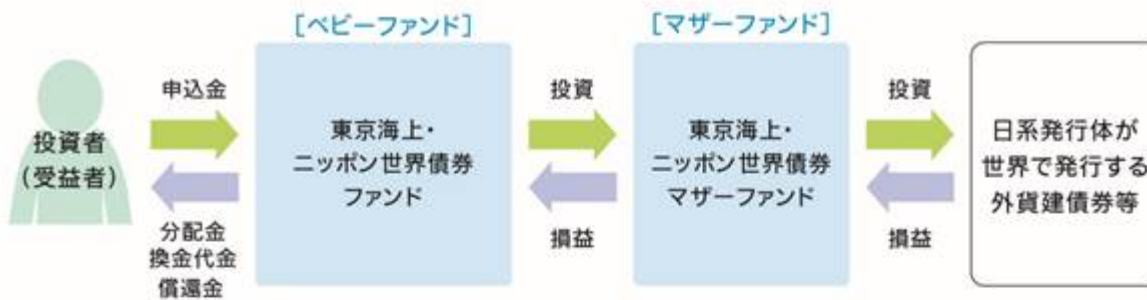 [ベビーファンド]
[マザーファンド]
投資者
(受益者)
申込金
分配金
換金代金
償還金
東京海上・
ニッポン世界債券
ファンド
投資
損益
東京海上・
ニッポン世界債券
マザーファンド
投資
損益
日系発行体が
世界で発行する
外貨建債券等